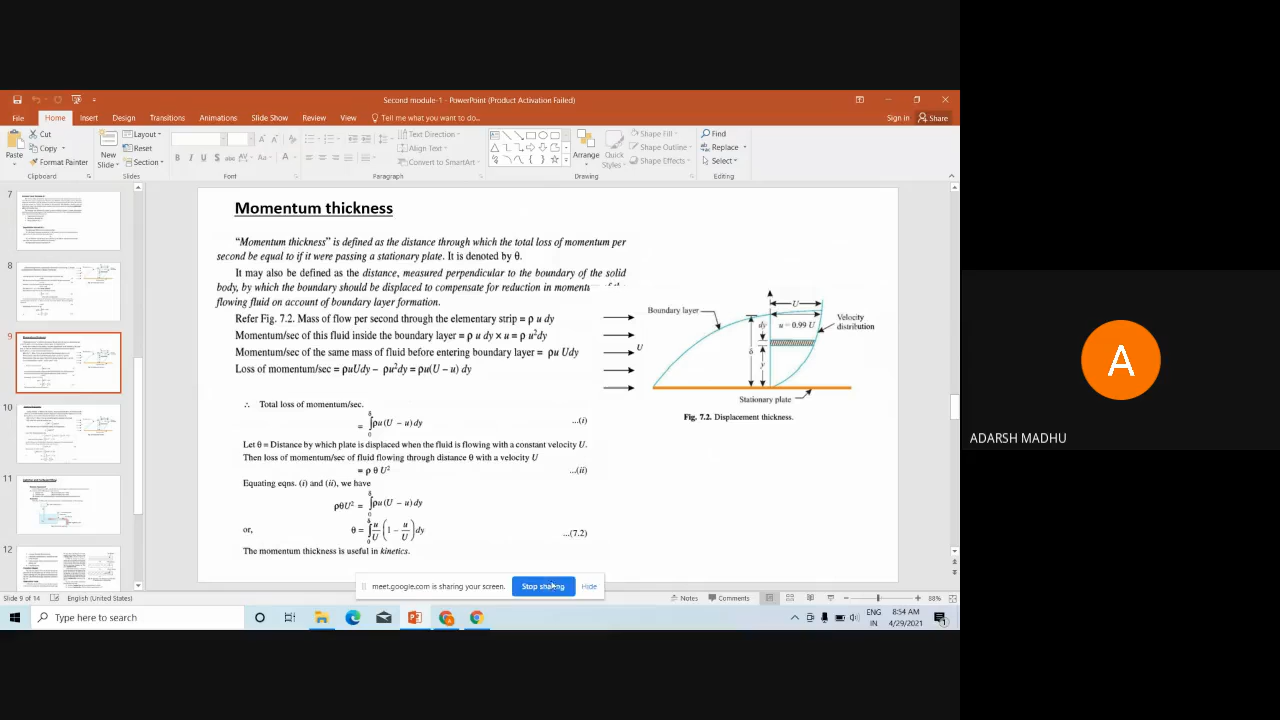 Second module-1 - PowerPoint (Product Activation Failed)
File Home Insert Design Transitions Animations Slide Show Review View Tell me what you want to do... Sign in Share
Paste
Cut
Copy
Format Painter
Clipboard
New Slide
Layout
Reset
Section
Slides
Font
Text Direction
Align Text
Convert to SmartArt
Paragraph
Arrange
Quick Styles
Shape Fill
Shape Outline
Shape Effects
Drawing
Find
Replace
Select
Editing
7
8
9
10
11
12
Momentum thickness
“Momentum thickness” is defined as the distance through which the total loss of momentum per
second be equal to if it were passing a stationary plate. It is denoted by θ.
It may also be defined as the distance, measured perpendicular to the boundary of the solid
body, by which the boundary should be displaced to compensate for reduction in momentu
flowing fluid on account of boundary layer formation.
Refer Fig. 7.2. Mass of flow per second through the elementary strip = ρ u dy
Momentum/sec of this fluid inside the boundary layer = ρ u dy × u = ρ u²dy
Momentum/sec.of the same mass of fluid before entering boundary layer = ρu Udy
Loss of momentum/sec = ρuUdy – ρu²dy = ρu(U – u) dy
∴ Total loss of momentum/sec.
= ∫₀^δ ρu (U – u) dy ...(i)
Let θ = Distance by which plate is displaced when the fluid is flowing with a constant velocity U.
Then loss of momentum/sec of fluid flowing through distance θ with a velocity U
= ρ θ U² ...(ii)
Equating eqns. (i) and (ii), we have
ρθU² = ∫₀^δ ρu (U – u) dy
or, θ = ∫₀^δ u/U (1 – u/U) dy ...(7.2)
The momentum thickness is useful in kinetics.
Boundary layer
U
U
dy
u = 0.99 U
y
Velocity
distribution
Stationary plate
Fig. 7.2. Displacement thickness.
meet.google.com is sharing your screen. Stop sharing Hide
Slide 9 of 14 English (United States) Notes Comments 88%
Type here to search
ENG
IN
8:54 AM
4/29/2021
1
A
ADARSH MADHU